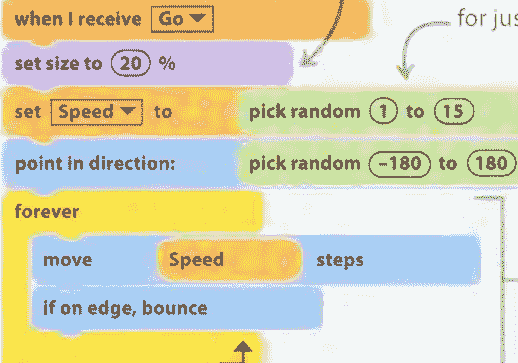 when I receive Go
for jus
set size to 20 %
set Speed to pick random 1 to 15
point in direction: pick random –180 to 180
forever
move Speed steps
if on edge, bounce